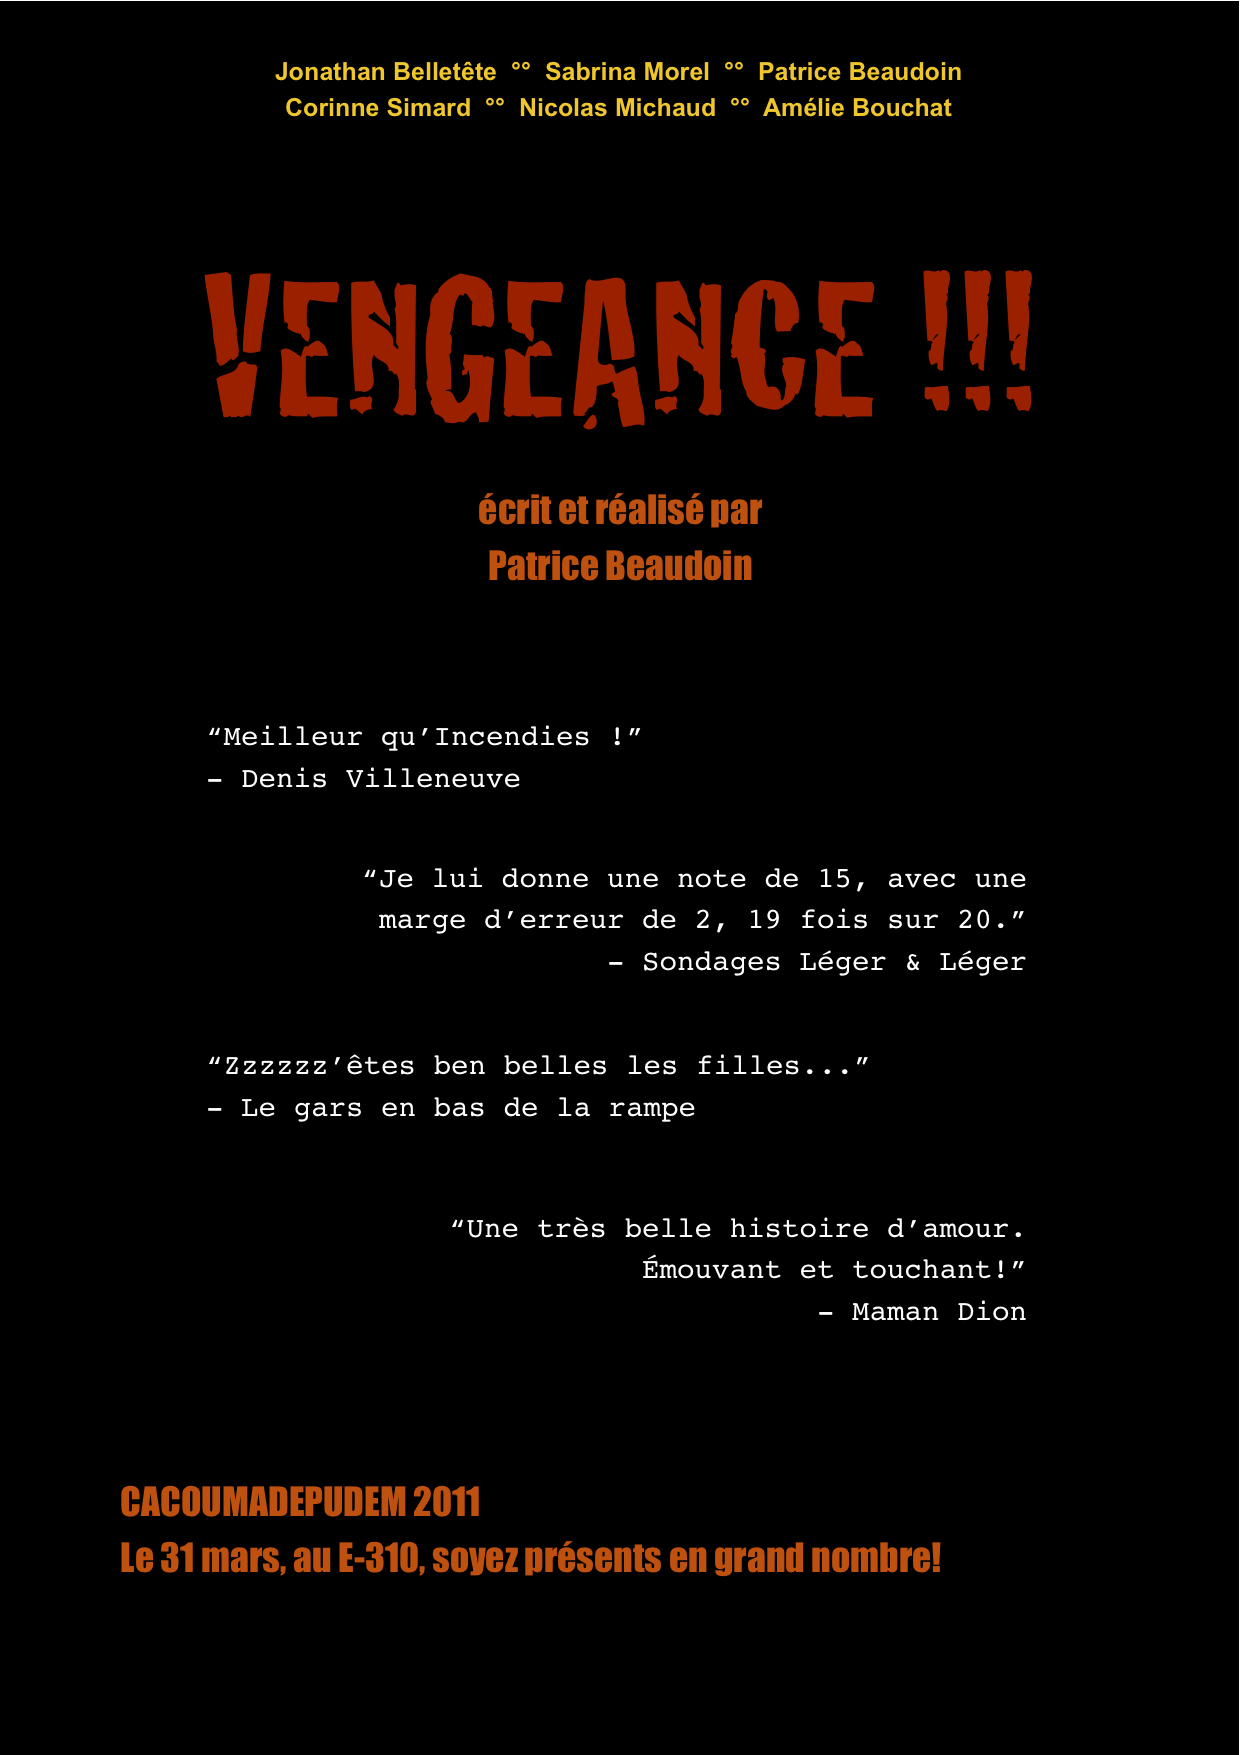 Jonathan Belletête °° Sabrina Morel °° Patrice Beaudoin
Corinne Simard °° Nicolas Michaud °° Amélie Bouchat
VENGEANCE !!!
écrit et réalisé par
Patrice Beaudoin
“Meilleur qu’Incendies !”
– Denis Villeneuve
“Je lui donne une note de 15, avec une
marge d’erreur de 2, 19 fois sur 20.”
– Sondages Léger & Léger
“Zzzzzz’êtes ben belles les filles...”
– Le gars en bas de la rampe
“Une très belle histoire d’amour.
Émouvant et touchant!”
– Maman Dion
CACOUMADEPUDEM 2011
Le 31 mars, au E-310, soyez présents en grand nombre!